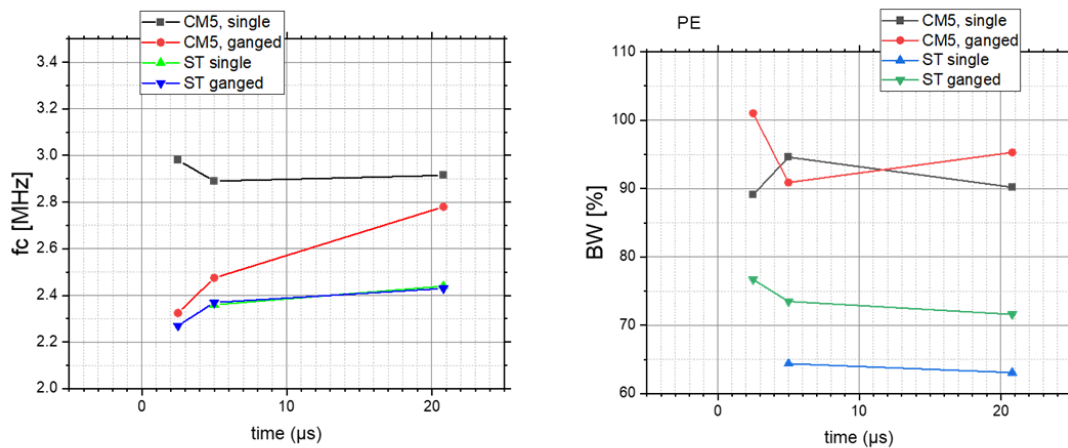 CM5, single
CM5, ganged
ST single
ST ganged
3.4
3.2
3.0
2.8
2.6
2.4
2.2
2.0
fc [MHz]
0 10 20
time (µs)
PE
CM5, single
CM5, ganged
ST single
ST ganged
110
100
90
80
70
60
BW [%]
0 10 20
time (µs)